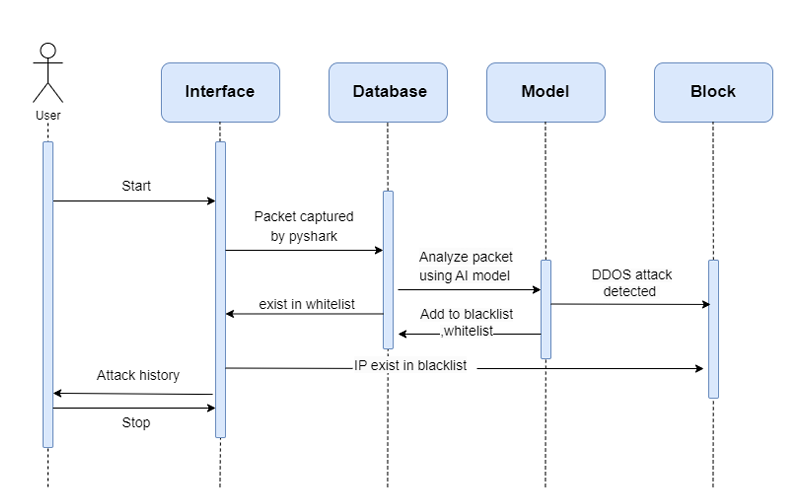 User
Interface
Database
Model
Block
Start
Packet captured
by pyshark
Analyze packet
using AI model
DDOS attack
detected
exist in whitelist
Add to blacklist
,whitelist
IP exist in blacklist
Attack history
Stop